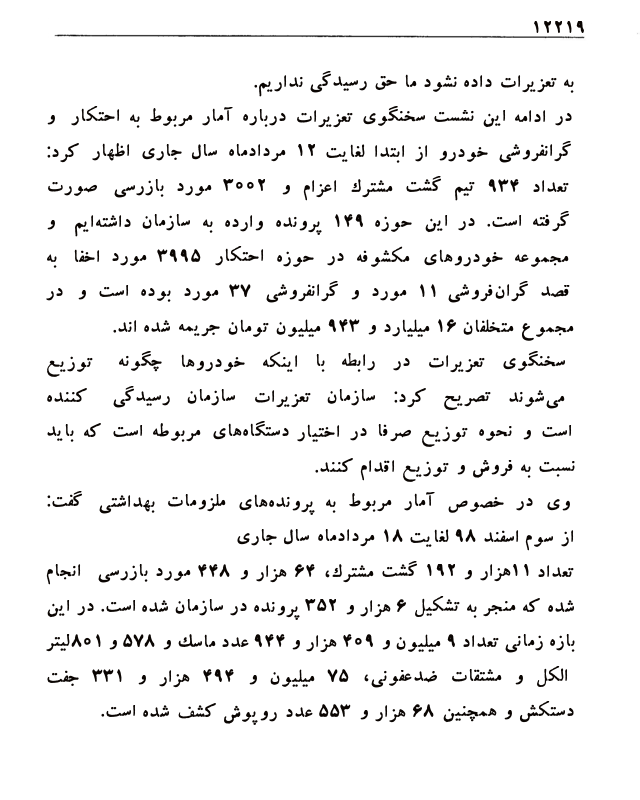 ۱۲۲۱۹
به تعزیرات داده نشود ما حق رسیدگی نداریم.
در ادامه این نشست سخنگوی تعزیرات درباره آمار مربوط به احتکار و
گرانفروشی خودرو از ابتدا لغایت ۱۲ مردادماه سال جاری اظهار کرد:
تعداد ۹۳۴ تیم گشت مشترك اعزام و ۳۰۰۲ مورد بازرسی صورت
گرفته است. در این حوزه ۱۴۹ پرونده وارده به سازمان داشته‌ایم و
مجموعه خودروهای مکشوفه در حوزه احتکار ۳۹۹۵ مورد اخفا به
قصد گران‌فروشی ۱۱ مورد و گرانفروشی ۳۷ مورد بوده است و در
مجموع متخلفان ۱۶ میلیارد و ۹۴۳ میلیون تومان جریمه شده اند.
سخنگوی تعزیرات در رابطه با اینکه خودروها چگونه توزیع
می‌شوند تصریح کرد: سازمان تعزیرات سازمان رسیدگی کننده
است و نحوه توزیع صرفا در اختیار دستگاه‌های مربوطه است که باید
نسبت به فروش و توزیع اقدام کنند.
وی در خصوص آمار مربوط به پرونده‌های ملزومات بهداشتی گفت:
از سوم اسفند ۹۸ لغایت ۱۸ مردادماه سال جاری
تعداد ۱۱هزار و ۱۹۲ گشت مشترك، ۶۴ هزار و ۴۴۸ مورد بازرسی انجام
شده که منجر به تشکیل ۶ هزار و ۳۵۲ پرونده در سازمان شده است. در این
بازه زمانی تعداد ۹ میلیون و ۴۰۹ هزار و ۹۴۴ عدد ماسك و ۵۷۸ و ۸۰۱لیتر
الکل و مشتقات ضدعفونی، ۷۵ میلیون و ۴۹۴ هزار و ۳۳۱ جفت
دستکش و همچنین ۶۸ هزار و ۵۵۳ عدد روپوش کشف شده است.